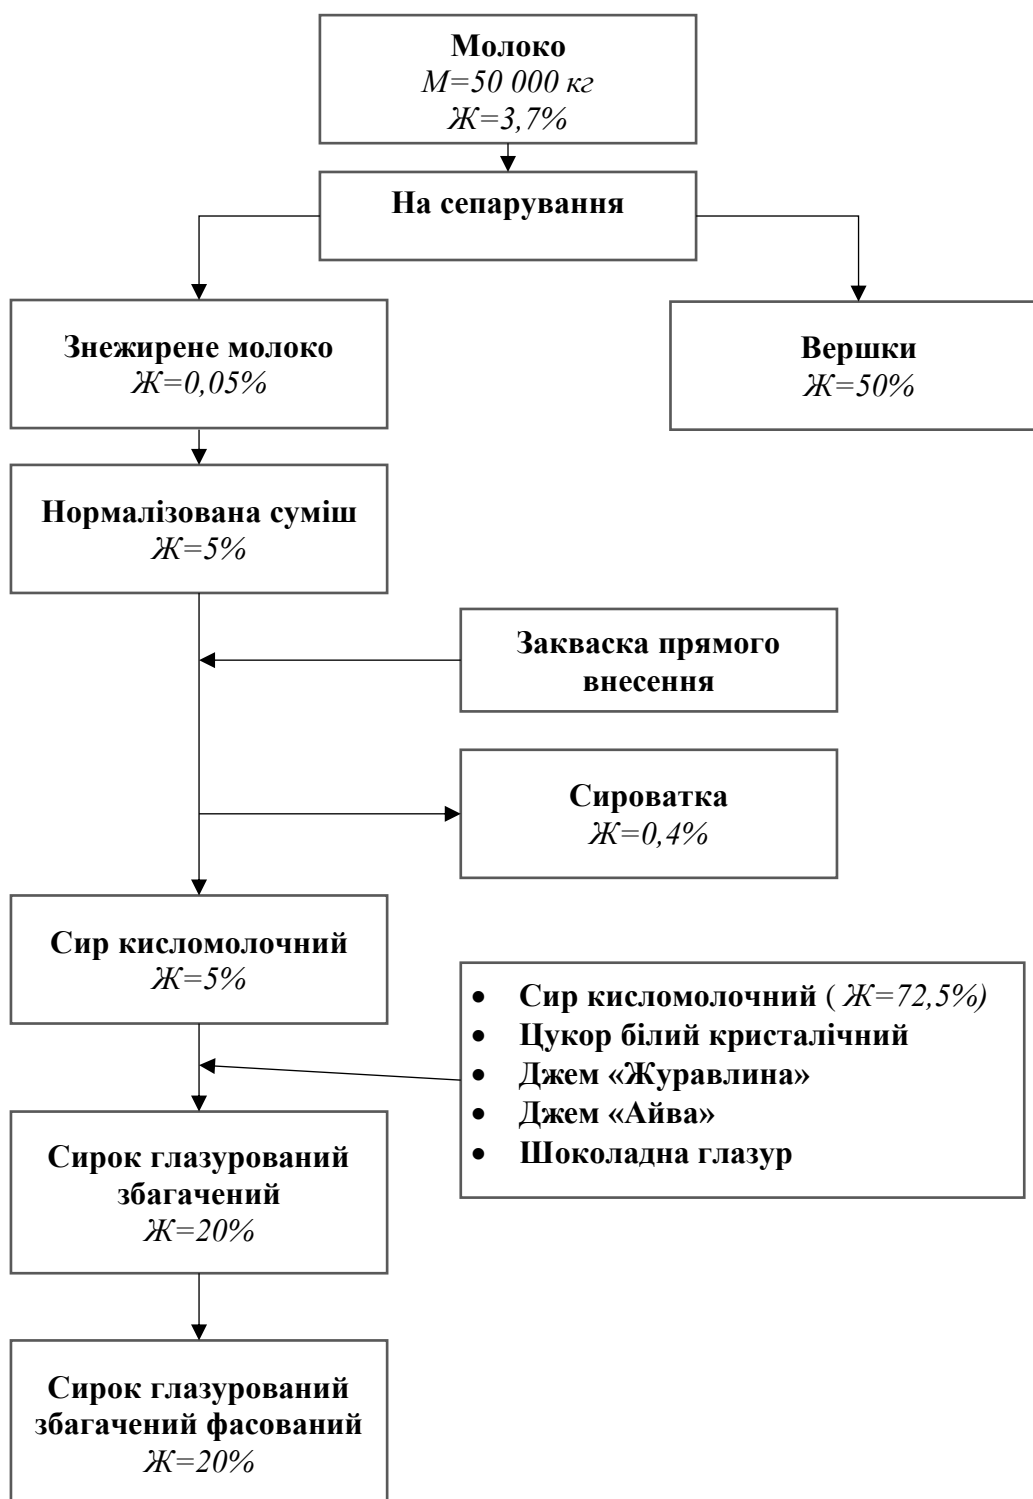 Молоко
М=50 000 кг
Ж=3,7%
На сепарування
Знежирене молоко
Ж=0,05%
Вершки
Ж=50%
Нормалізована суміш
Ж=5%
Закваска прямого
внесення
Сироватка
Ж=0,4%
Сир кисломолочний
Ж=5%
• Сир кисломолочний ( Ж=72,5%)
• Цукор білий кристалічний
• Джем «Журавлина»
• Джем «Айва»
• Шоколадна глазур
Сирок глазурований
збагачений
Ж=20%
Сирок глазурований
збагачений фасований
Ж=20%